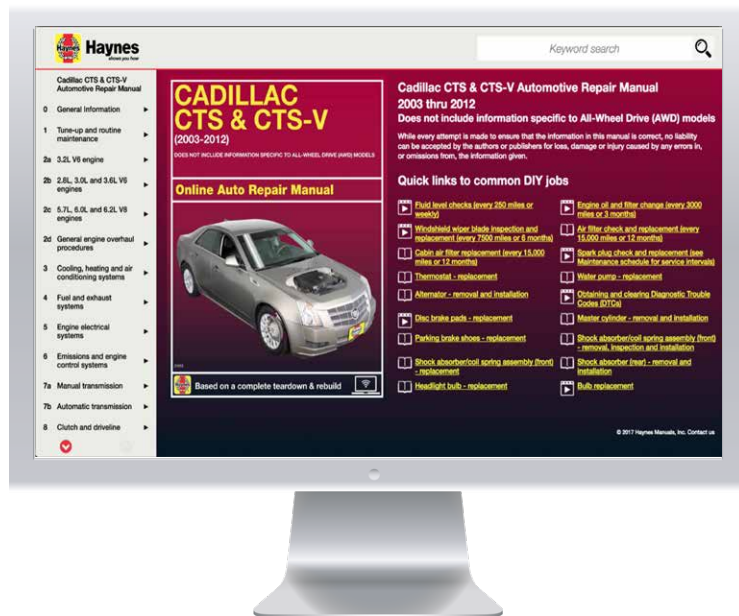 Haynes
Haynes
shows you how
Keyword search
Cadillac CTS & CTS-V
Automotive Repair Manual
0 General Information
1 Tune-up and routine
maintenance
2a 3.2L V6 engine
2b 2.8L, 3.0L and 3.6L V6
engines
2c 5.7L, 6.0L and 6.2L V8
engines
2d General engine overhaul
procedures
3 Cooling, heating and air
conditioning systems
4 Fuel and exhaust
systems
5 Engine electrical
systems
6 Emissions and engine
control systems
7a Manual transmission
7b Automatic transmission
8 Clutch and driveline
CADILLAC
CTS & CTS-V
(2003-2012)
DOES NOT INCLUDE INFORMATION SPECIFIC TO ALL-WHEEL DRIVE (AWD) MODELS
Online Auto Repair Manual
Based on a complete teardown & rebuild
Cadillac CTS & CTS-V Automotive Repair Manual
2003 thru 2012
Does not include information specific to All-Wheel Drive (AWD) models
While every attempt is made to ensure that the information in this manual is correct, no liability
can be accepted by the authors or publishers for loss, damage or injury caused by any errors in,
or omissions from, the information given.
Quick links to common DIY jobs
Fluid level checks (every 250 miles or
weekly)
Windshield wiper blade inspection and
replacement (every 7500 miles or 6 months)
Cabin air filter replacement (every 15,000
miles or 12 months)
Thermostat - replacement
Alternator - removal and installation
Disc brake pads - replacement
Parking brake shoes - replacement
Shock absorber/coil spring assembly (front)
- replacement
Headlight bulb - replacement
Engine oil and filter change (every 3000
miles or 3 months)
Air filter check and replacement (every
15,000 miles or 12 months)
Spark plug check and replacement (see
Maintenance schedule for service intervals)
Water pump - replacement
Obtaining and clearing Diagnostic Trouble
Codes (DTCs)
Master cylinder - removal and installation
Shock absorber/coil spring assembly (front)
- removal, inspection and installation
Shock absorber (rear) - removal and
installation
Bulb replacement
© 2017 Haynes Manuals, Inc. Contact us